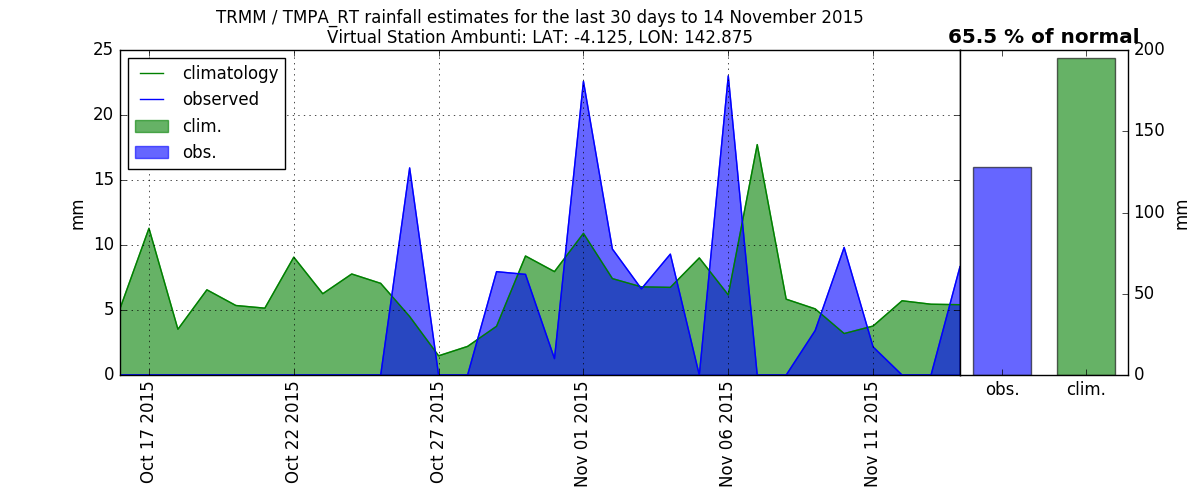 TRMM / TMPA_RT rainfall estimates for the last 30 days to 14 November 2015
Virtual Station Ambunti: LAT: -4.125, LON: 142.875
65.5 % of normal
climatology
observed
clim.
obs.
25
20
15
10
5
0
mm
Oct 17 2015
Oct 22 2015
Oct 27 2015
Nov 01 2015
Nov 06 2015
Nov 11 2015
200
150
100
50
0
mm
obs.
clim.